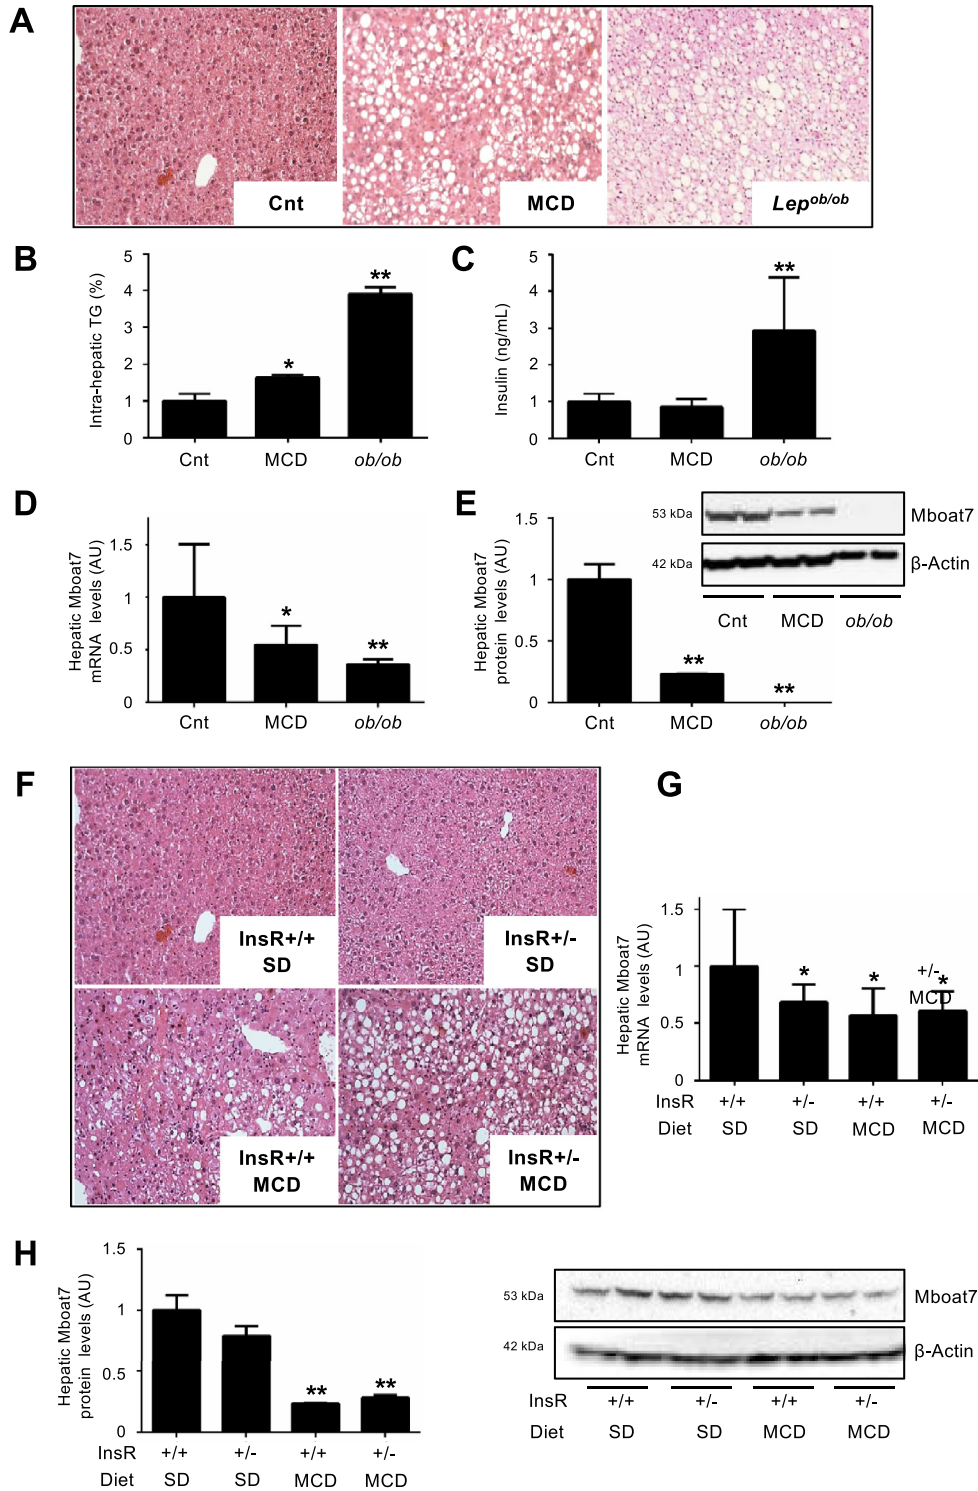 A
Cnt
MCD
Lep^ob/ob
B
Intra-hepatic TG (%)
5
4
3
2
1
0
*
**
Cnt MCD ob/ob
C
Insulin (ng/mL)
5
4
3
2
1
0
**
Cnt MCD ob/ob
D
Hepatic Mboat7
mRNA levels (AU)
1.5
1
0.5
0
*
**
Cnt MCD ob/ob
E
Hepatic Mboat7
protein levels (AU)
1.5
1
0.5
0
**
**
Cnt MCD ob/ob
53 kDa Mboat7
42 kDa β-Actin
Cnt MCD ob/ob
F
InsR+/+
SD
InsR+/-
SD
InsR+/+
MCD
InsR+/-
MCD
G
Hepatic Mboat7
mRNA levels (AU)
1.5
1
0.5
0
* * *
+/-
MCD
InsR +/+ +/- +/+ +/-
Diet SD SD MCD MCD
H
Hepatic Mboat7
protein levels (AU)
1.5
1
0.5
0
** **
InsR +/+ +/- +/+ +/-
Diet SD SD MCD MCD
53 kDa Mboat7
42 kDa β-Actin
InsR +/+ +/- +/+ +/-
Diet SD SD MCD MCD